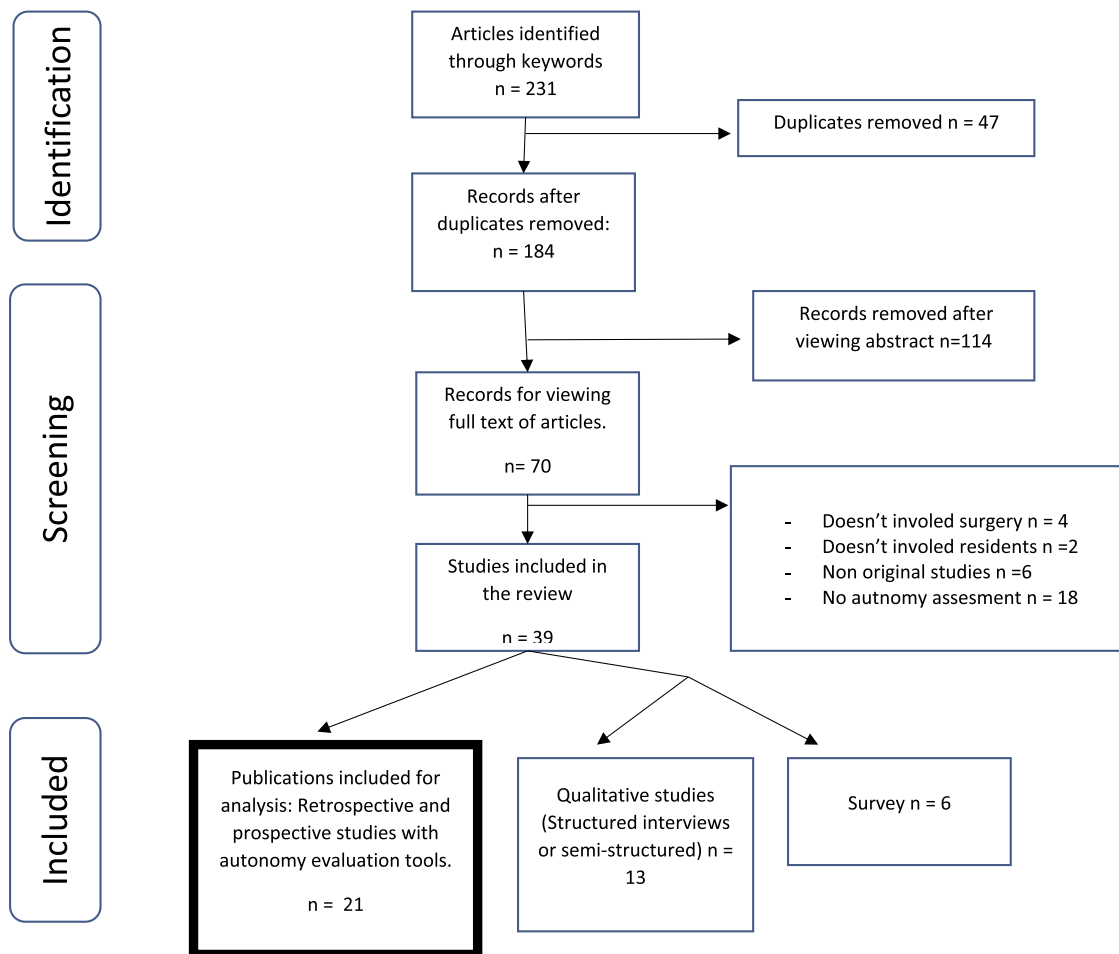 Identification
Articles identified
through keywords
n = 231
Duplicates removed n = 47
Records after
duplicates removed:
n = 184
Screening
Records removed after
viewing abstract n=114
Records for viewing
full text of articles.
n= 70
- Doesn't involed surgery n = 4
- Doesn't involed residents n =2
- Non original studies n =6
- No autnomy assesment n = 18
Studies included in
the review
n = 39
Included
Publications included for
analysis: Retrospective and
prospective studies with
autonomy evaluation tools.
n = 21
Qualitative studies
(Structured interviews
or semi-structured) n =
13
Survey n = 6